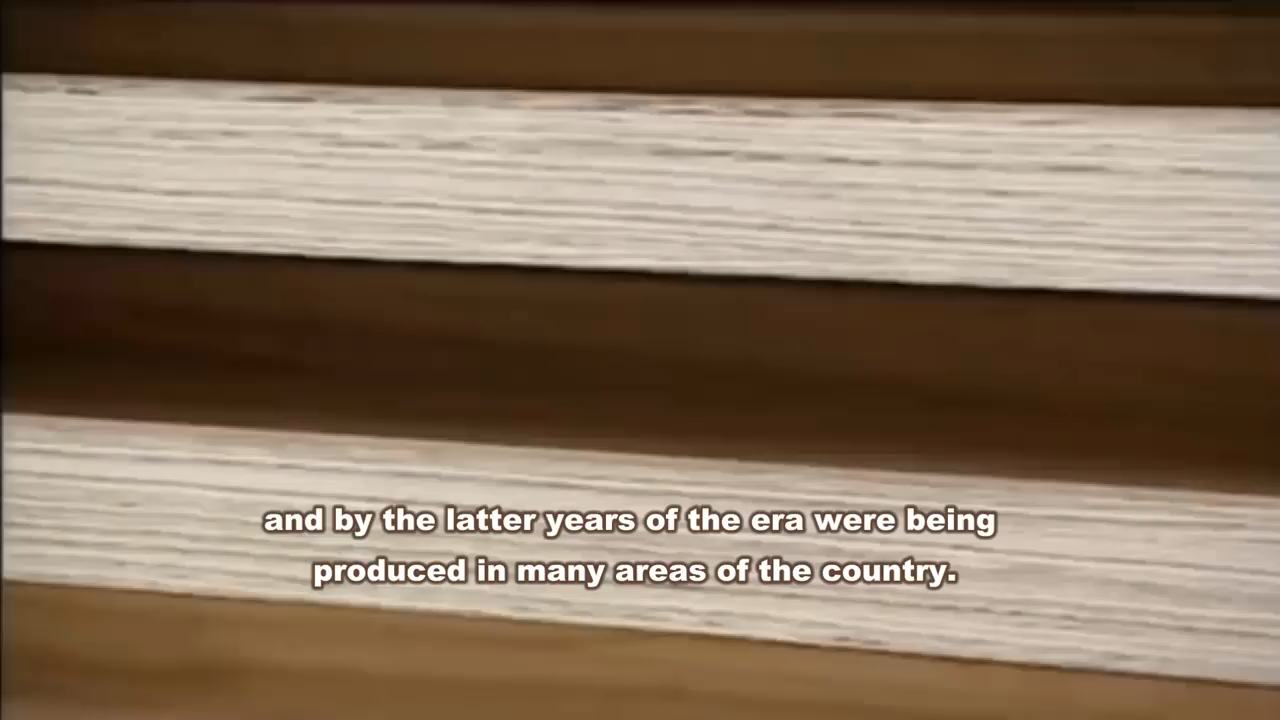 and by the latter years of the era were being
produced in many areas of the country.